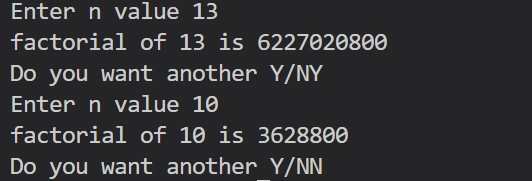 Enter n value 13
factorial of 13 is 6227020800
Do you want another Y/NY
Enter n value 10
factorial of 10 is 3628800
Do you want another Y/NN